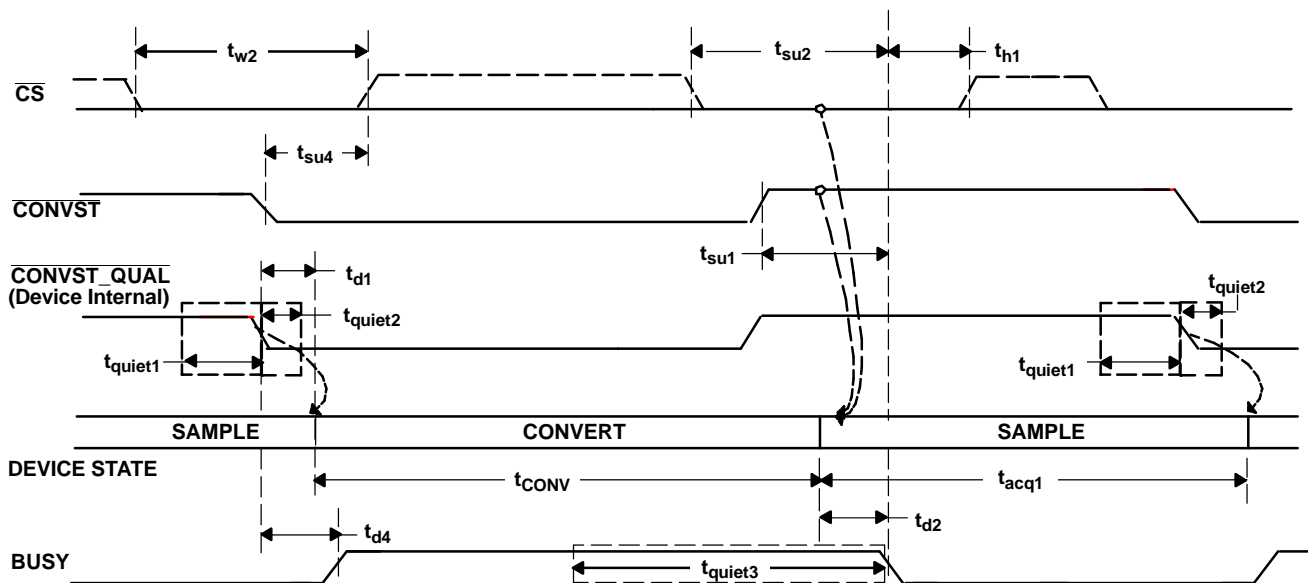 tw2
tsu2
th1
CS
tsu4
CONVST
tsu1
CONVST_QUAL
(Device Internal)
td1
tquiet2
tquiet2
tquiet1
tquiet1
SAMPLE
CONVERT
SAMPLE
DEVICE STATE
tCONV
tacq1
td4
td2
BUSY
tquiet3